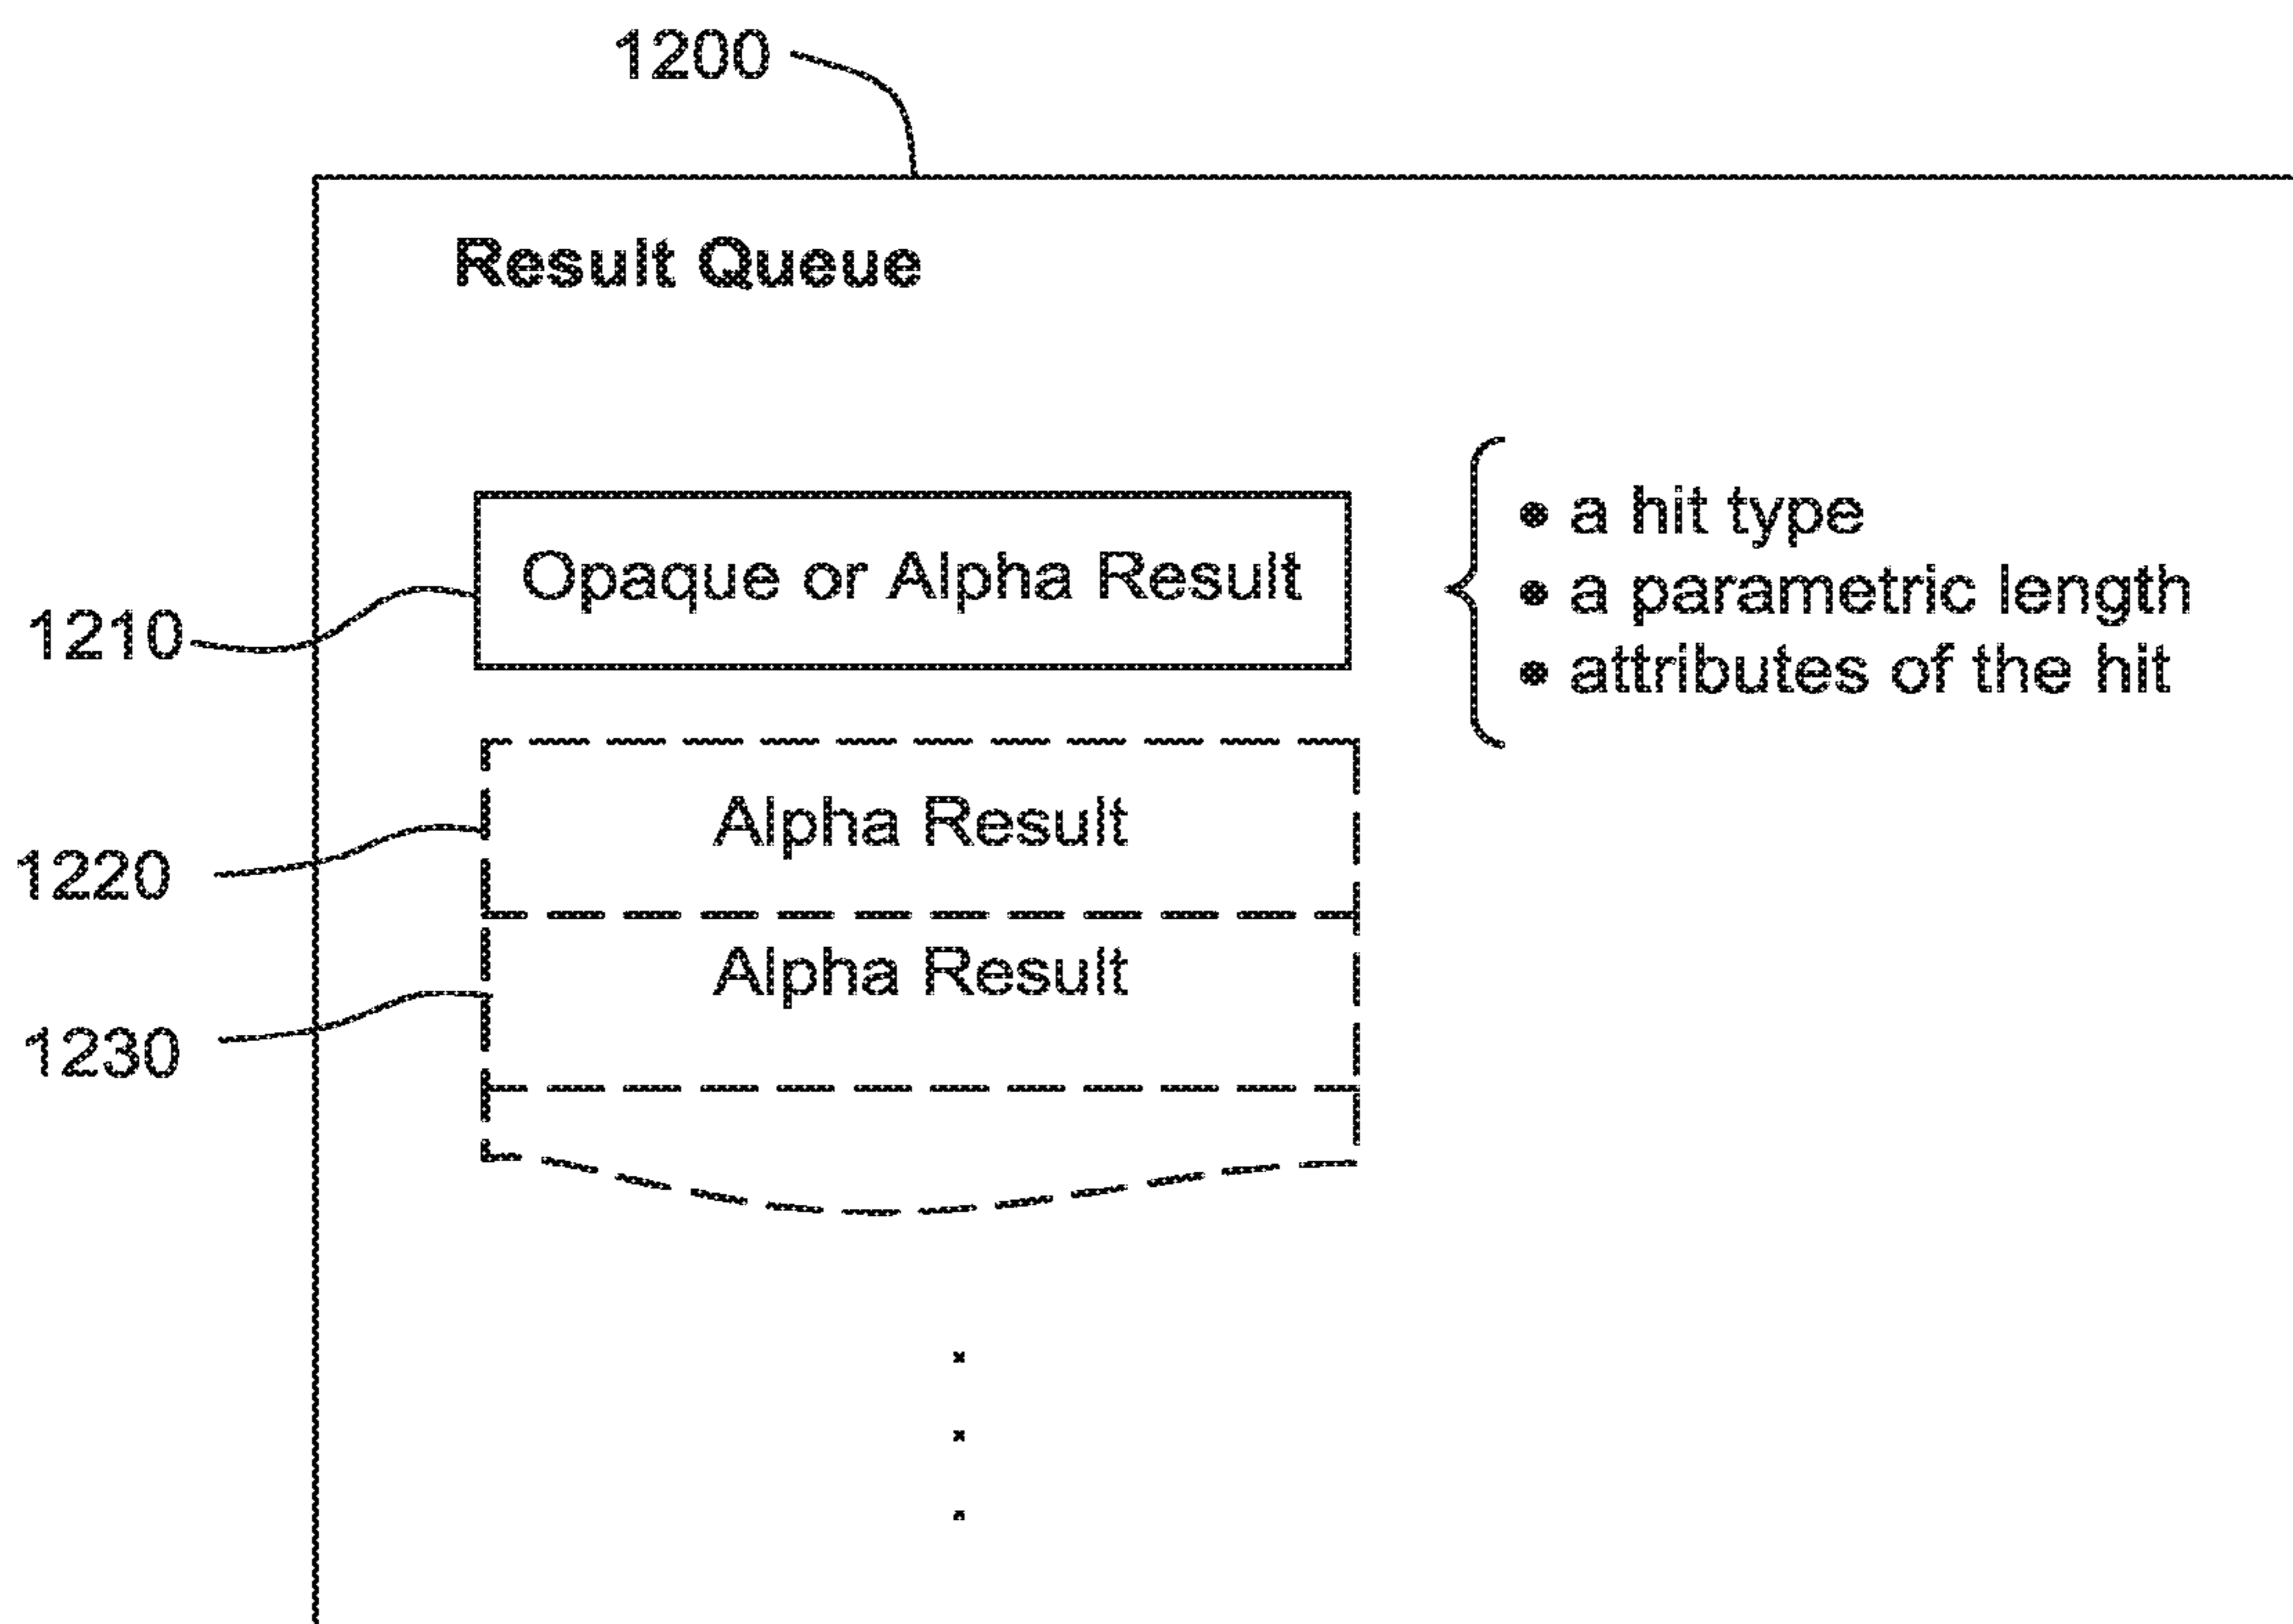 1200
Result Queue
Opaque or Alpha Result
• a hit type
• a parametric length
• attributes of the hit
1210
Alpha Result
1220
Alpha Result
1230